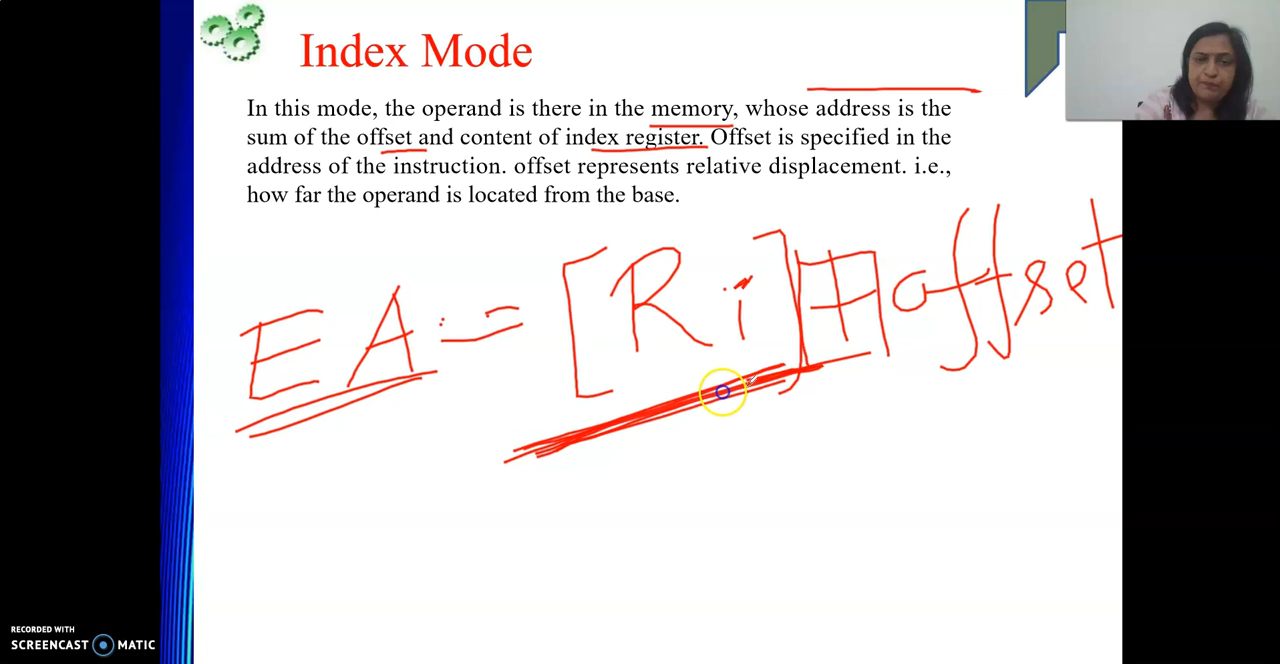 Index Mode
In this mode, the operand is there in the memory, whose address is the
sum of the offset and content of index register. Offset is specified in the
address of the instruction. offset represents relative displacement. i.e.,
how far the operand is located from the base.
EA = [Ri] + offset
RECORDED WITH
SCREENCAST MATIC